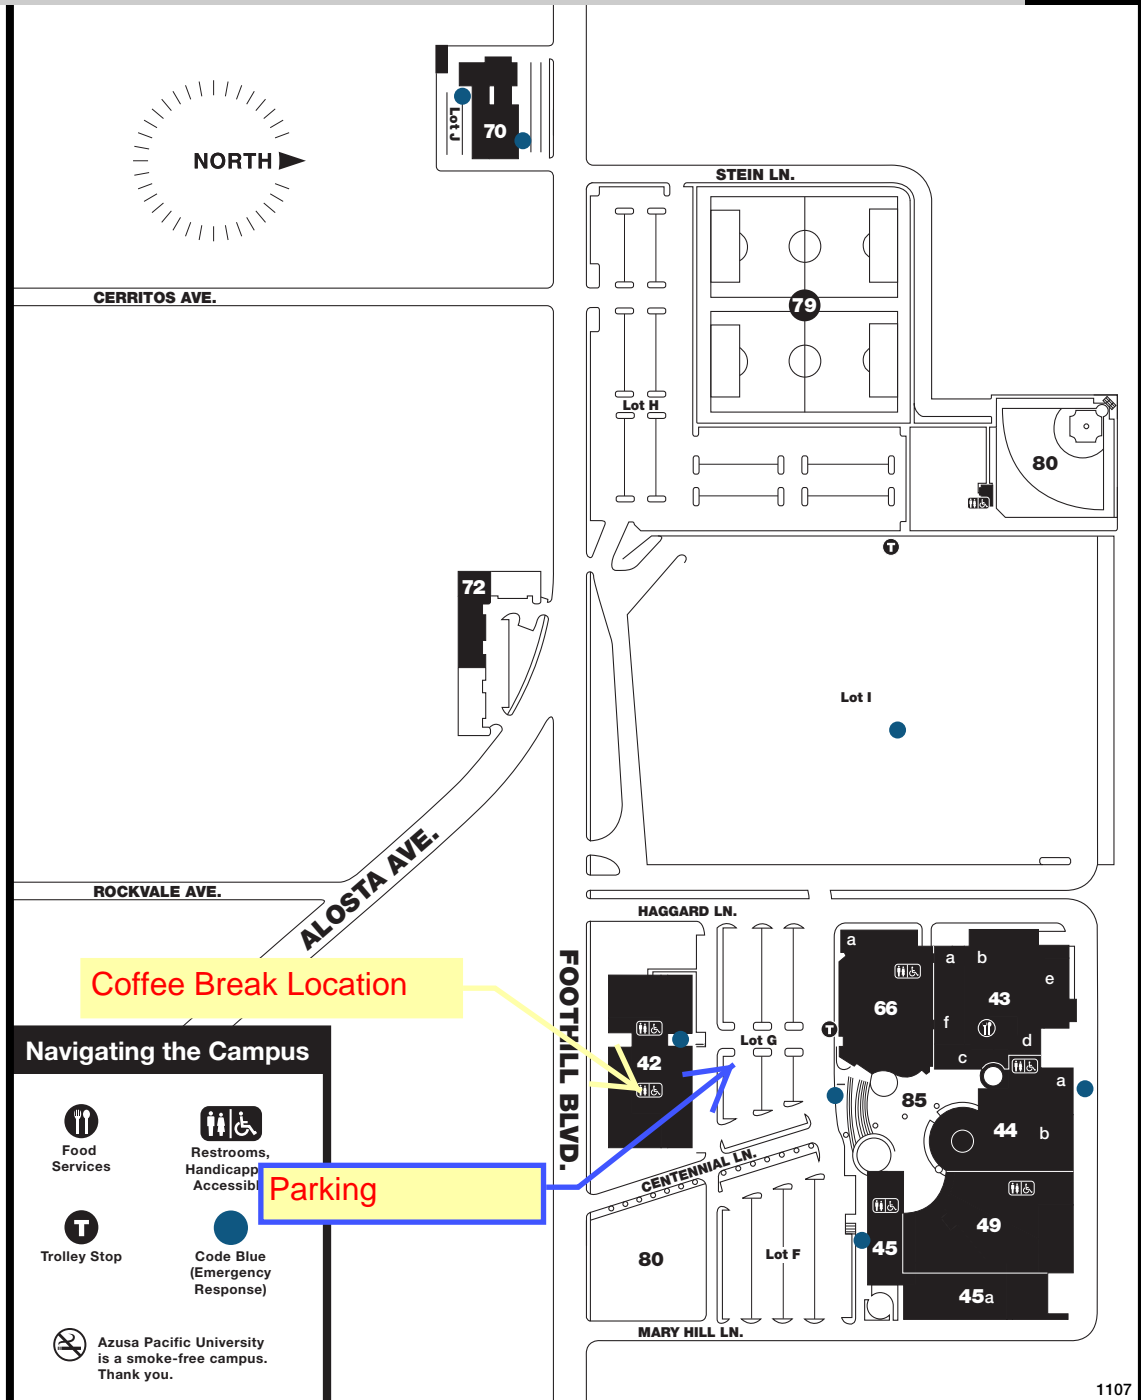 70
Lot J
NORTH
STEIN LN.
CERRITOS AVE.
79
Lot H
80
T
72
Lot I
ALOSTA AVE.
ROCKVALE AVE.
HAGGARD LN.
FOOTHILL BLVD.
Coffee Break Location
a
66
a
b
e
43
f
d
c
T
Lot G
42
85
a
44
b
Navigating the Campus
Food
Services
Restrooms,
Handicapp
Accessibl
Parking
CENTENNIAL LN.
T
Trolley Stop
Code Blue
(Emergency
Response)
80
Lot F
45
49
45a
MARY HILL LN.
Azusa Pacific University
is a smoke-free campus.
Thank you.
1107